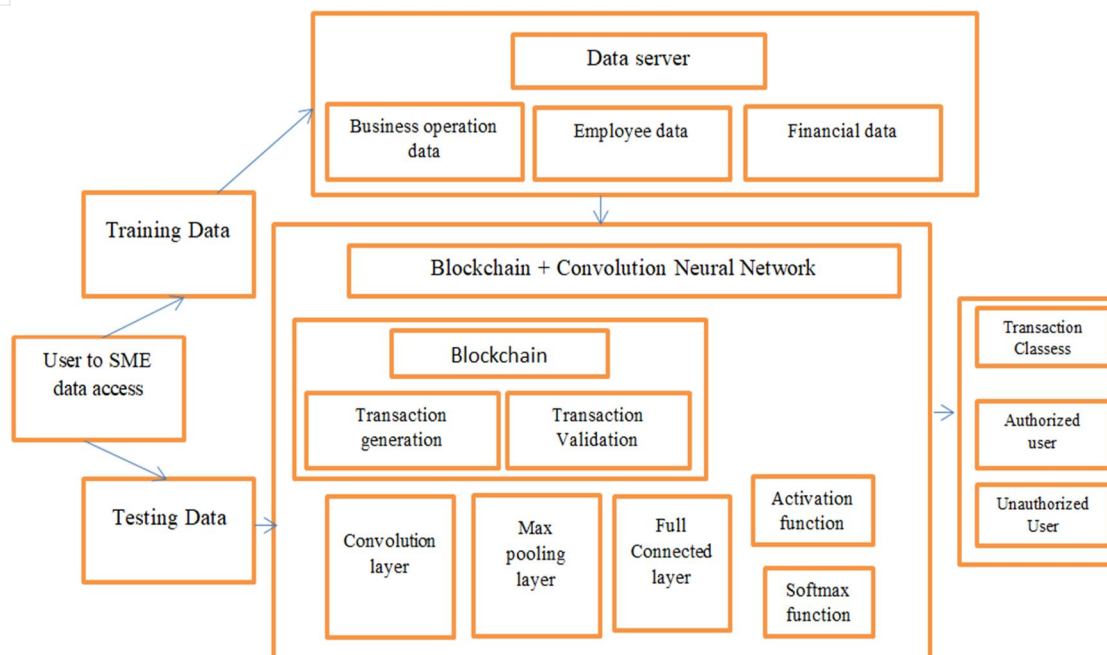 Data server
Business operation
data
Employee data
Financial data
Training Data
Blockchain + Convolution Neural Network
User to SME
data access
Blockchain
Transaction
generation
Transaction
Validation
Transaction
Classess
Authorized
user
Unauthorized
User
Testing Data
Convolution
layer
Max
pooling
layer
Full
Connected
layer
Activation
function
Softmax
function